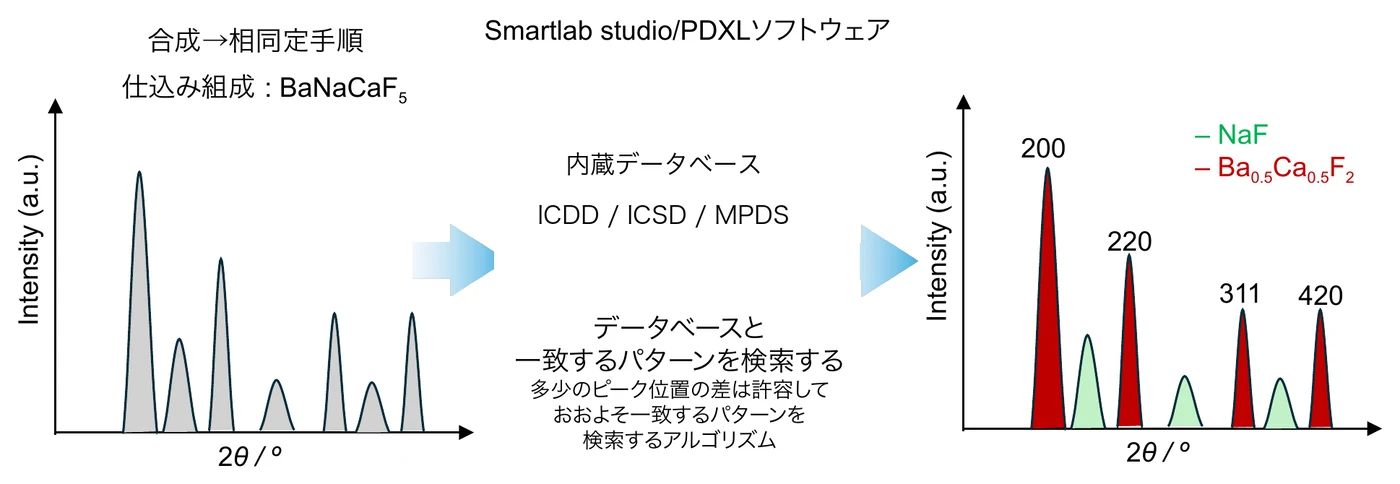 合成→相同定手順
仕込み組成：BaNaCaF₅
Intensity (a.u.)
2θ / °
Smartlab studio/PDXLソフトウェア
内蔵データベース
ICDD / ICSD / MPDS
データベースと
一致するパターンを検索する
多少のピーク位置の差は許容して
おおよそ一致するパターンを
検索するアルゴリズム
Intensity (a.u.)
– NaF
– Ba₀.₅Ca₀.₅F₂
200
220
311
420
2θ / °